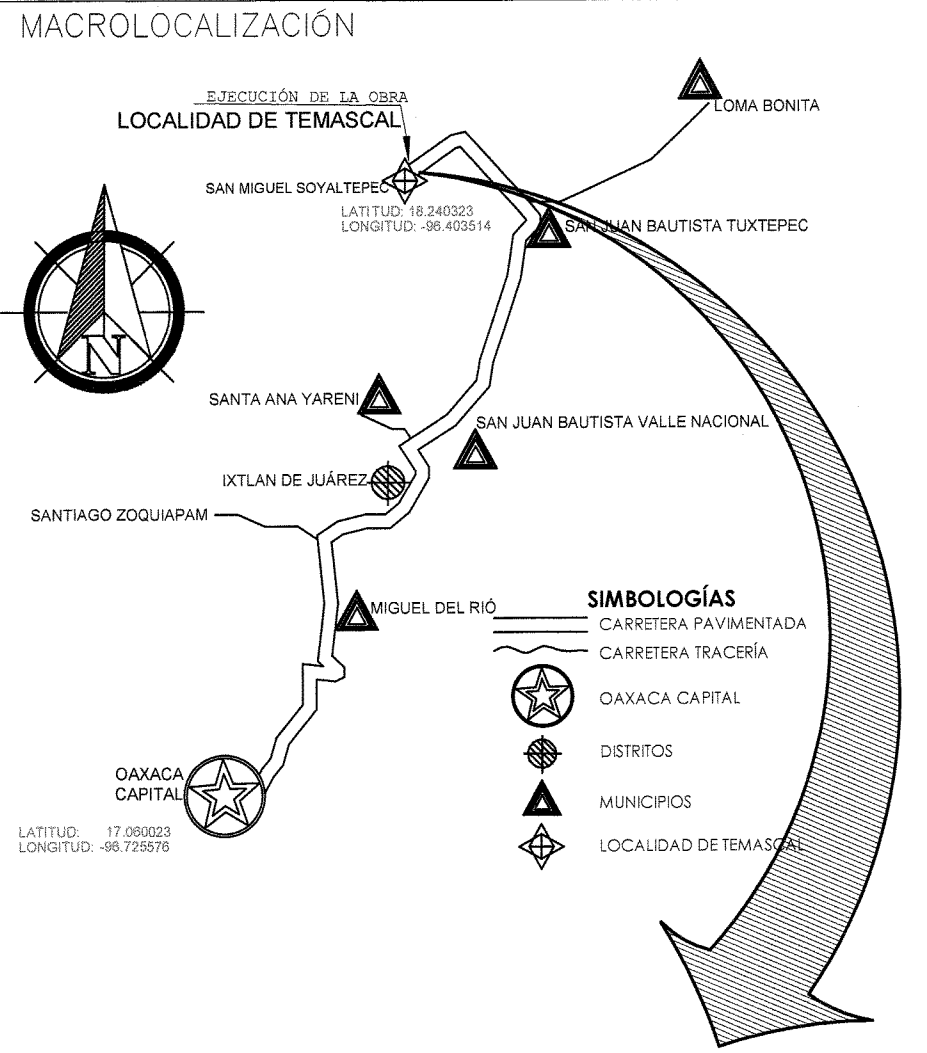 MACROLOCALIZACIÓN
EJECUCIÓN DE LA OBRA
LOCALIDAD DE TEMASCAL
LOMA BONITA
SAN MIGUEL SOYALTEPEC
LATITUD: 18.240323
LONGITUD: -96.403514
SAN JUAN BAUTISTA TUXTEPEC
N
SANTA ANA YARENI
SAN JUAN BAUTISTA VALLE NACIONAL
IXTLAN DE JUÁREZ
SANTIAGO ZOQUIAPAM
MIGUEL DEL RIÓ
SIMBOLOGÍAS
CARRETERA PAVIMENTADA
CARRETERA TRACERÍA
OAXACA CAPITAL
DISTRITOS
MUNICIPIOS
LOCALIDAD DE TEMASCAL
OAXACA
CAPITAL
LATITUD: 17.060023
LONGITUD: -96.725576